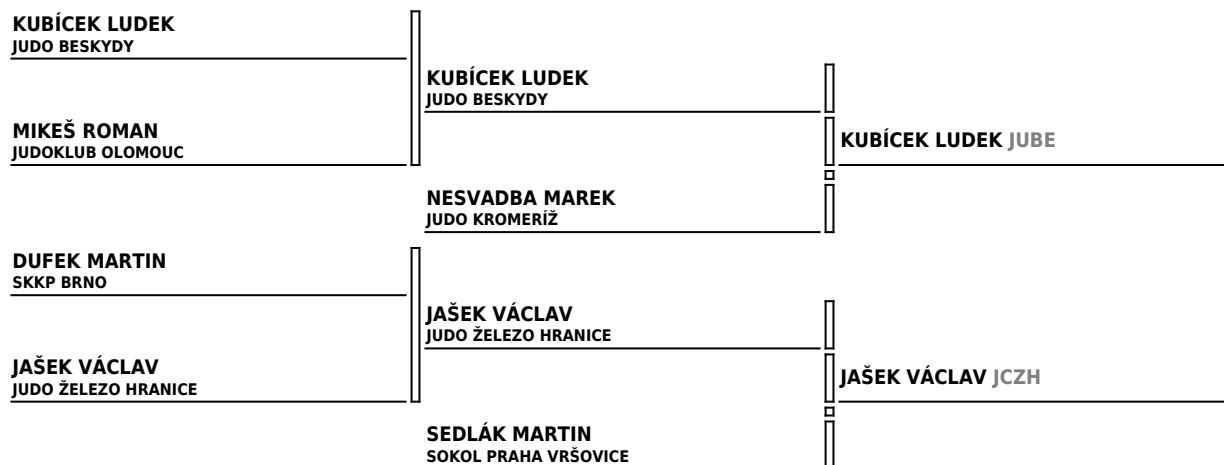 KUBÍCEK LUDEK
JUDO BESKYDY
KUBÍCEK LUDEK
JUDO BESKYDY
MIKEŠ ROMAN
JUDOKLUB OLOMOUC
KUBÍCEK LUDEK JUBE
NESVADBA MAREK
JUDO KROMERÍŽ
DUFEK MARTIN
SKKP BRNO
JAŠEK VÁCLAV
JUDO ŽELEZO HRANICE
JAŠEK VÁCLAV
JUDO ŽELEZO HRANICE
JAŠEK VÁCLAV JCZH
SEDLÁK MARTIN
SOKOL PRAHA VRŠOVICE